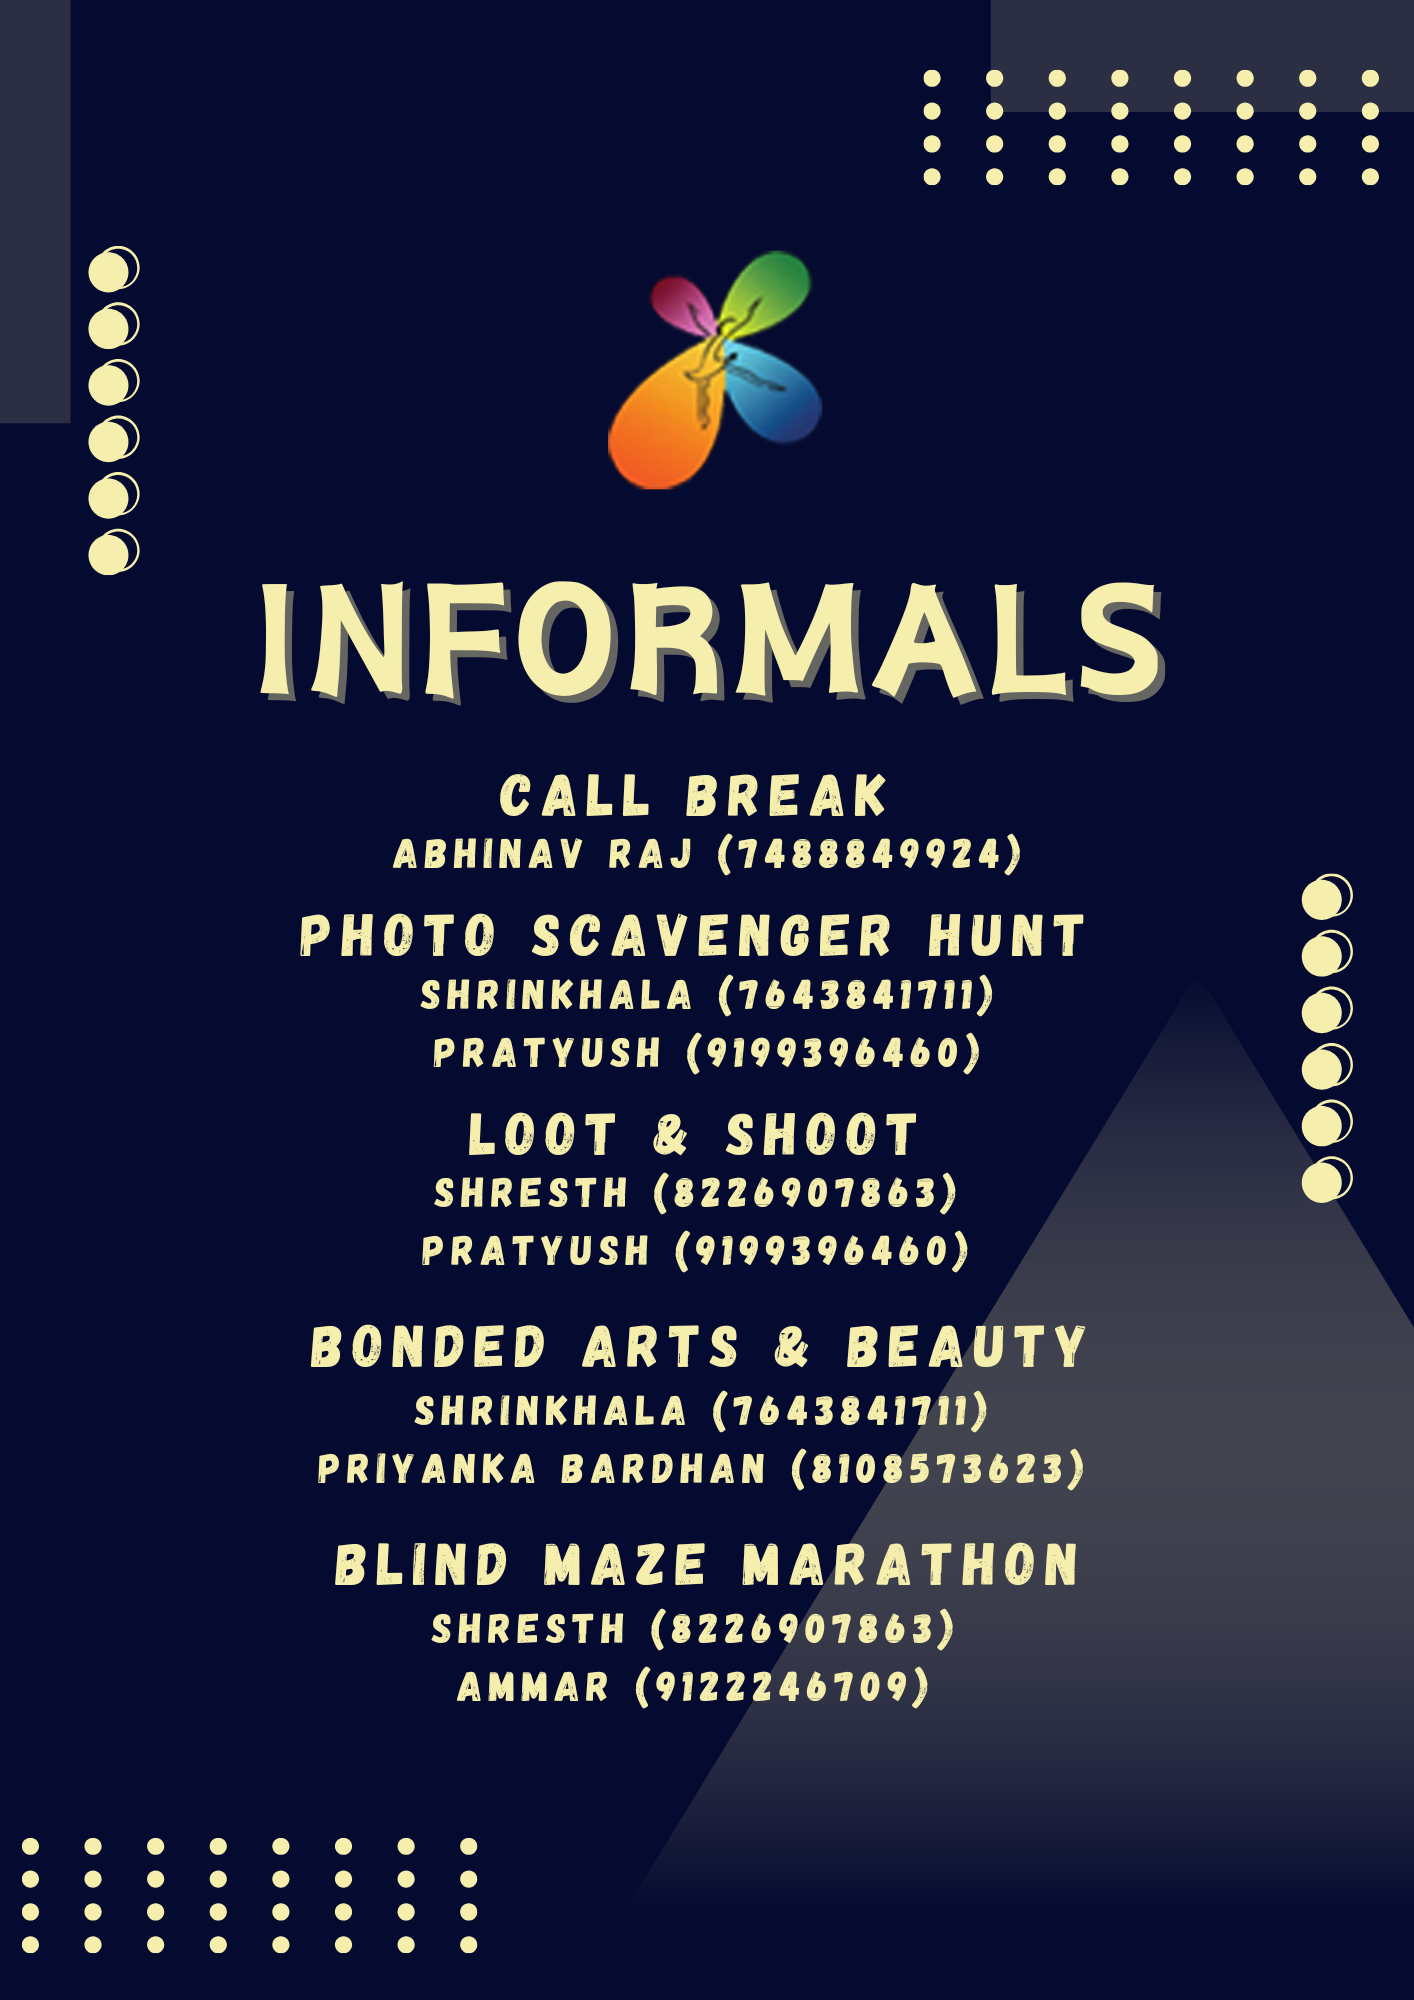 INFORMALS
CALL BREAK
ABHINAV RAJ (7488849924)
PHOTO SCAVENGER HUNT
SHRINKHALA (7643841711)
PRATYUSH (9199396460)
LOOT & SHOOT
SHRESTH (8226907863)
PRATYUSH (9199396460)
BONDED ARTS & BEAUTY
SHRINKHALA (7643841711)
PRIYANKA BARDHAN (8108573623)
BLIND MAZE MARATHON
SHRESTH (8226907863)
AMMAR (9122246709)